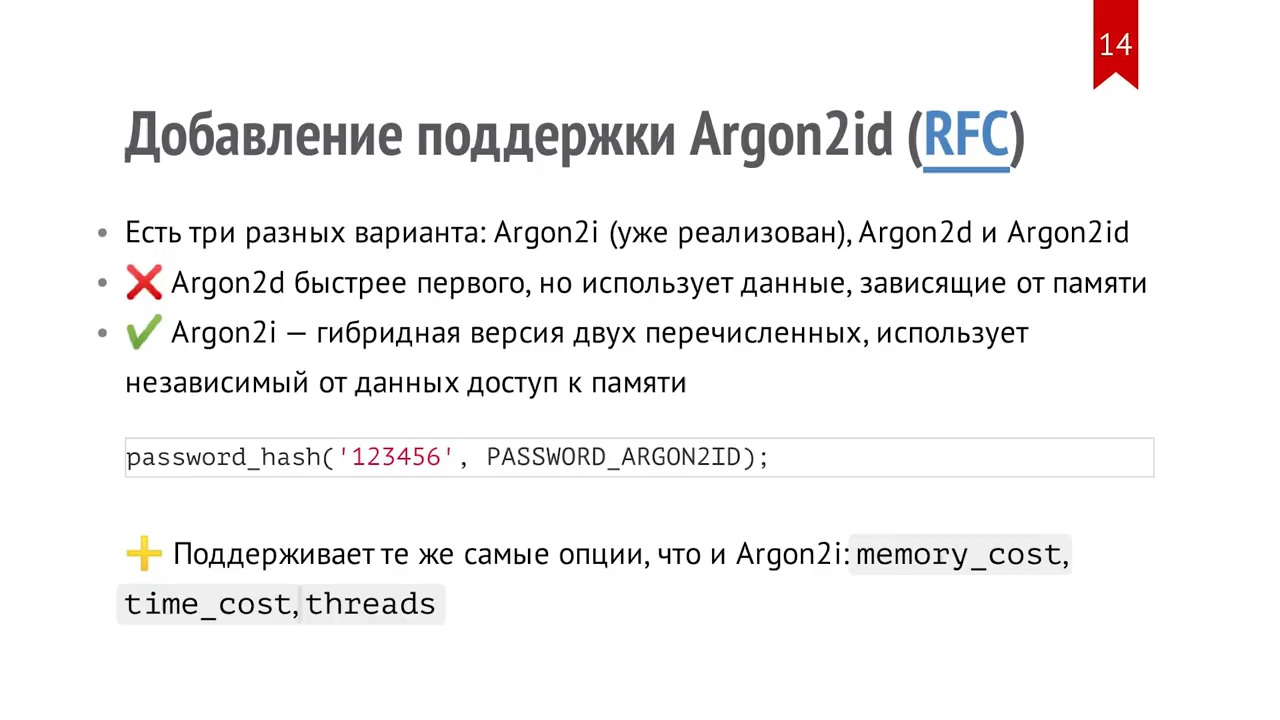 14
Добавление поддержки Argon2id (RFC)
• Есть три разных варианта: Argon2i (уже реализован), Argon2d и Argon2id
• ❌ Argon2d быстрее первого, но использует данные, зависящие от памяти
• ✔ Argon2i — гибридная версия двух перечисленных, использует
независимый от данных доступ к памяти
password_hash('123456', PASSWORD_ARGON2ID);
➕ Поддерживает те же самые опции, что и Argon2i: memory_cost,
time_cost, threads